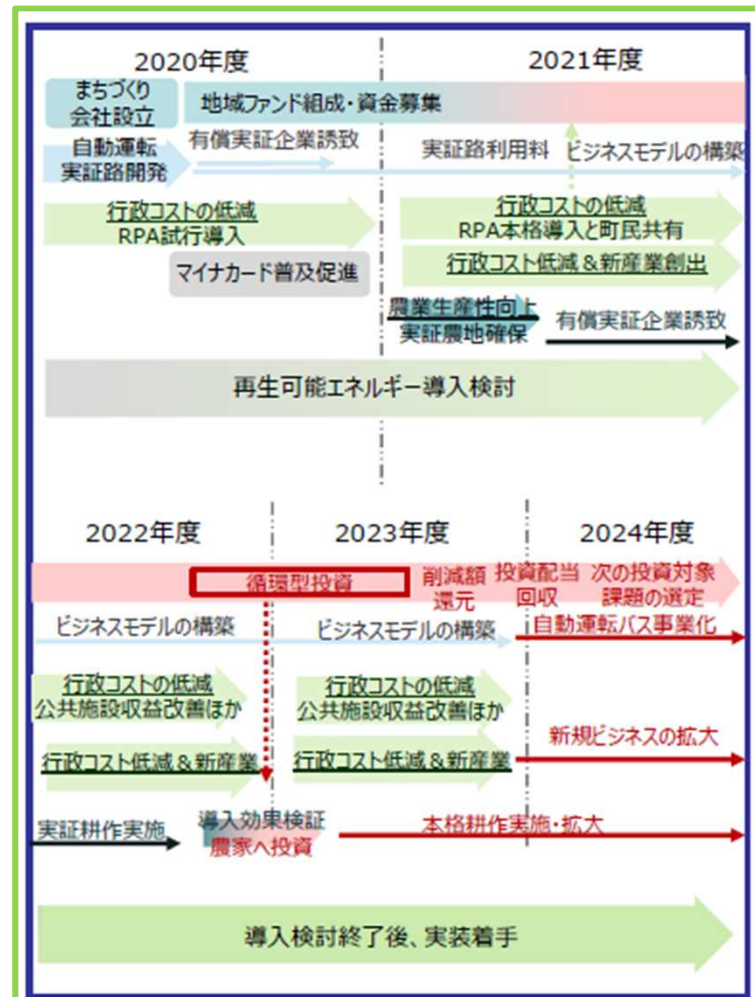 2020年度
2021年度
まちづくり
会社設立
地域ファンド組成・資金募集
自動運転
実証路開発
有償実証企業誘致
実証路利用料
ビジネスモデルの構築
行政コストの低減
RPA試行導入
行政コストの低減
RPA本格導入と町民共有
マイナカード普及促進
行政コスト低減＆新産業創出
農業生産性向上
実証農地確保
有償実証企業誘致
再生可能エネルギー導入検討
2022年度
2023年度
2024年度
循環型投資
削減額
還元
投資配当
回収
次の投資対象
課題の選定
ビジネスモデルの構築
ビジネスモデルの構築
自動運転バス事業化
行政コストの低減
公共施設収益改善ほか
行政コストの低減
公共施設収益改善ほか
行政コスト低減＆新産業
行政コスト低減＆新産業
新規ビジネスの拡大
実証耕作実施
導入効果検証
農家へ投資
本格耕作実施・拡大
導入検討終了後、実装着手